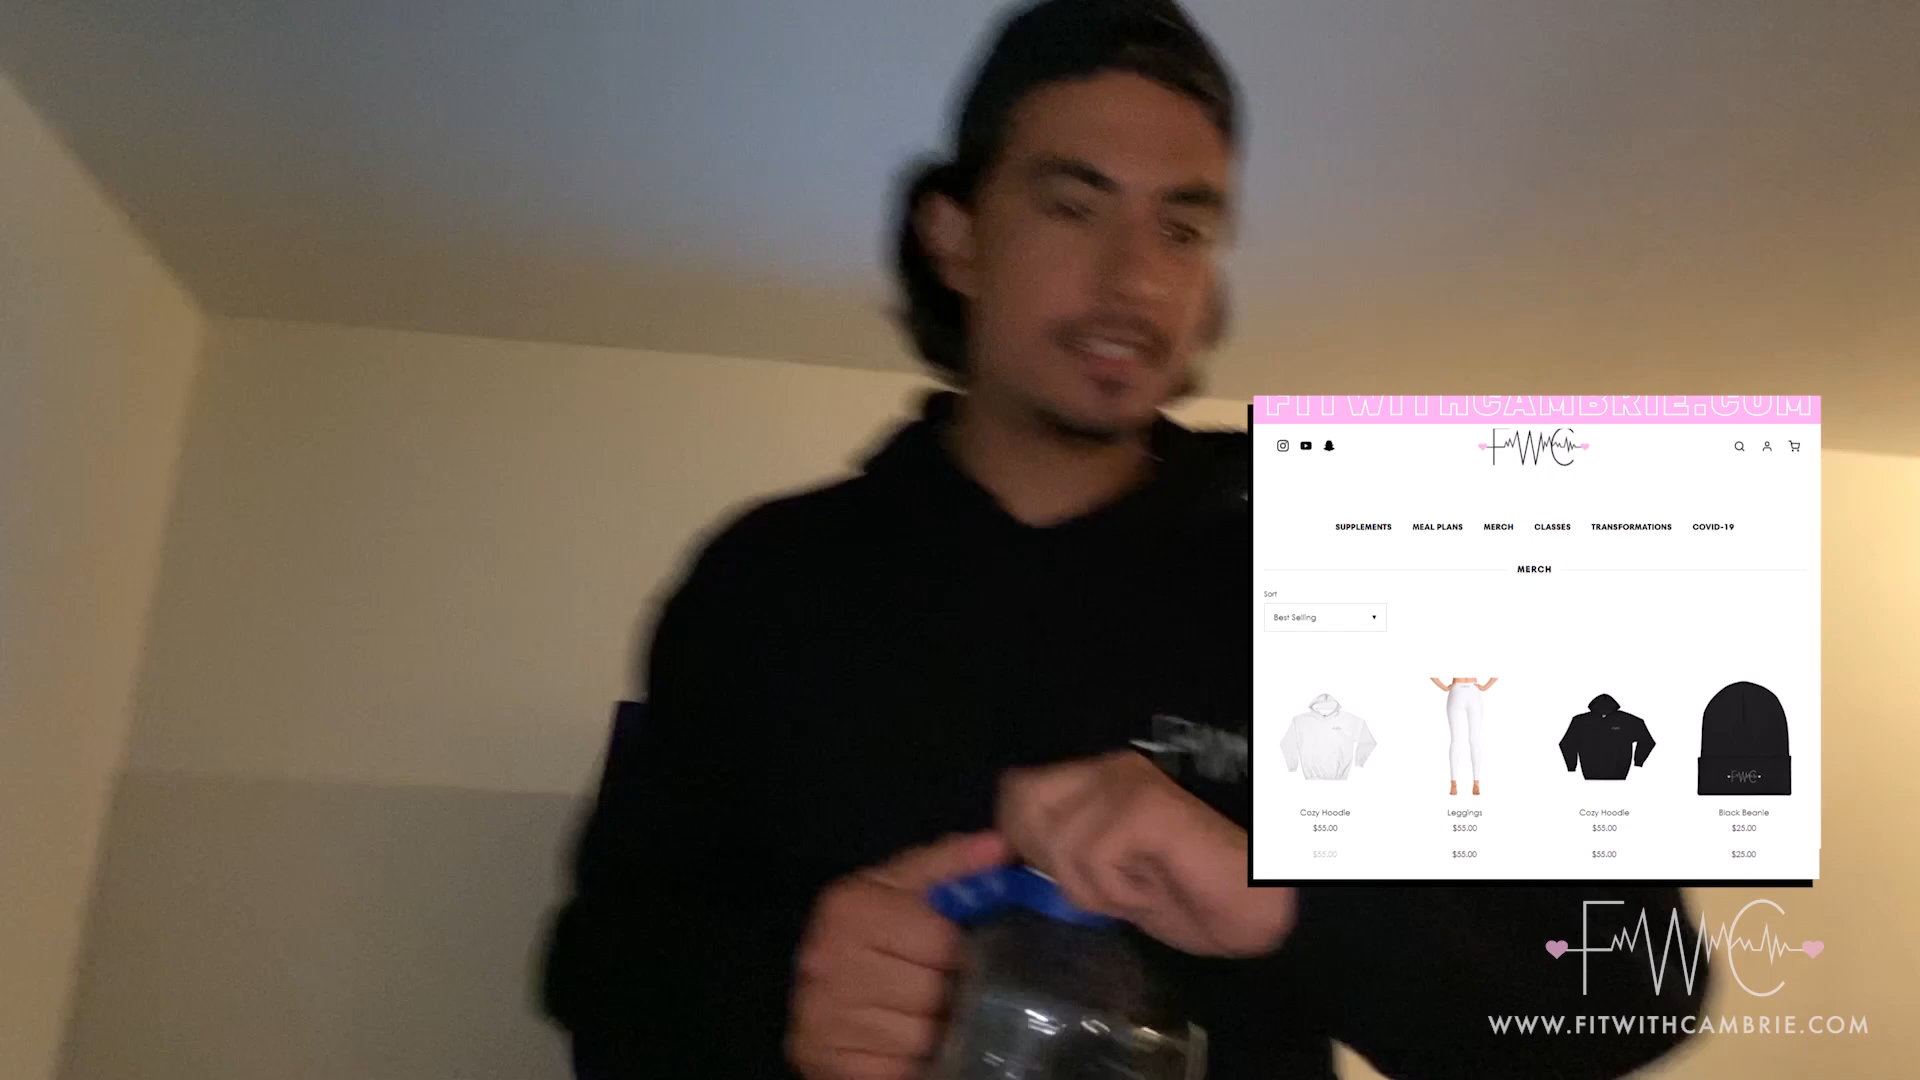 FITWITHCAMBRIE.COM
FWC
SUPPLEMENTS MEAL PLANS MERCH CLASSES TRANSFORMATIONS COVID-19
MERCH
Sort
Best Selling
FWC
Cozy Hoodie Leggings Cozy Hoodie Black Beanie
$55.00 $55.00 $55.00 $25.00
$55.00 $55.00 $55.00 $25.00
FWC
WWW.FITWITHCAMBRIE.COM